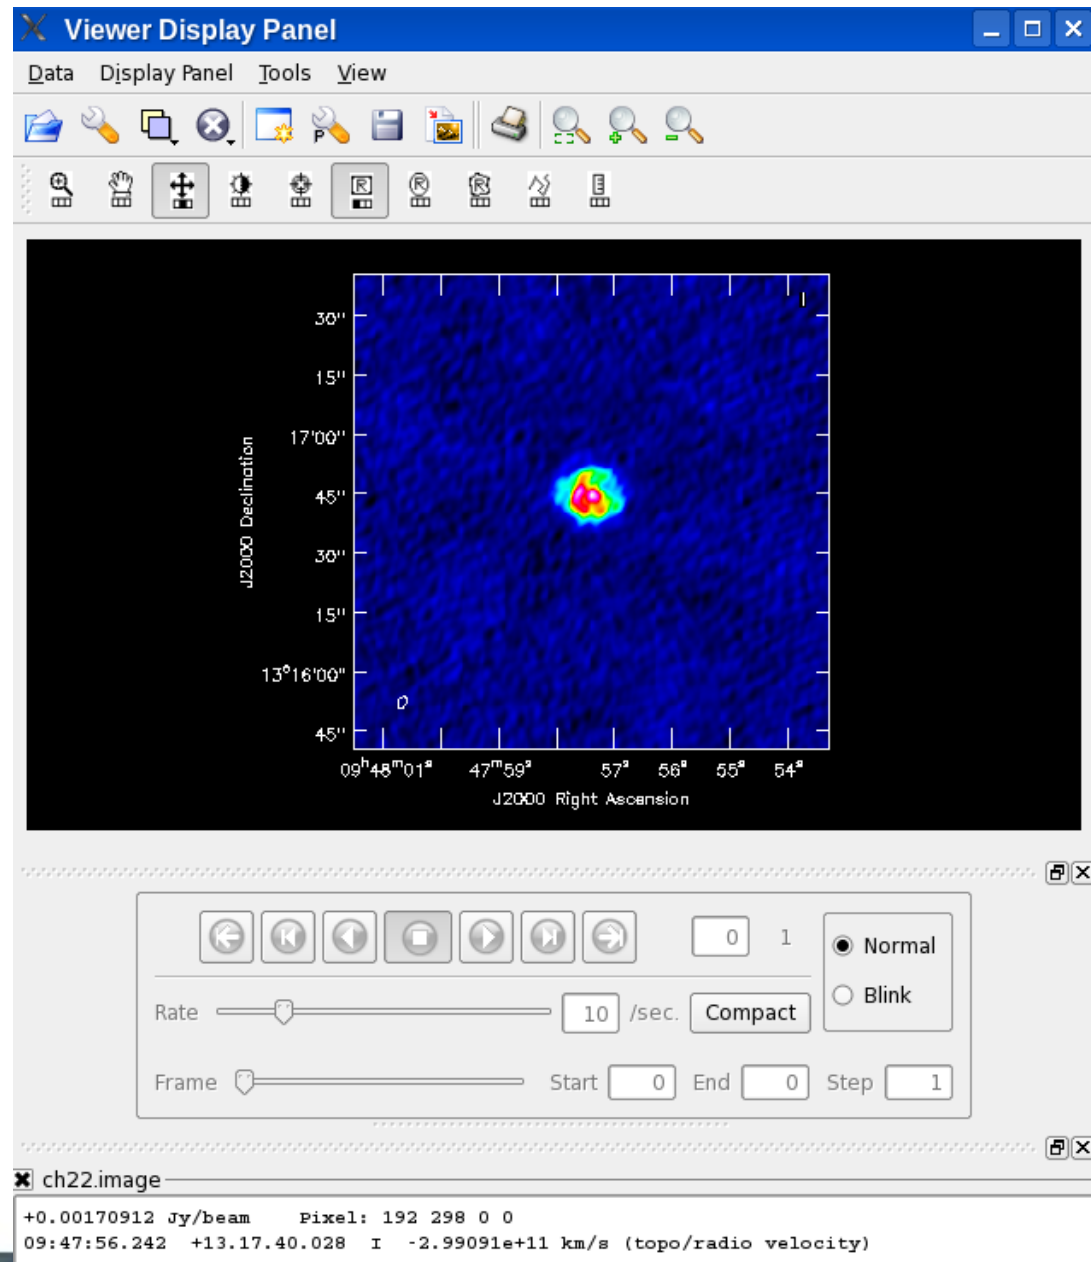 Viewer Display Panel
Data Display Panel Tools View
P
R R R
I
30"
15"
17'00"
45"
30"
15"
13°16'00"
45"
J2000 Declination
09ʰ48ᵐ01ˢ 47ᵐ59ˢ 57ˢ 56ˢ 55ˢ 54ˢ
J2000 Right Ascension
0 1
Normal
Blink
Rate 10 /sec. Compact
Frame Start 0 End 0 Step 1
ch22.image
+0.00170912 Jy/beam Pixel: 192 298 0 0
09:47:56.242 +13.17.40.028 I -2.99091e+11 km/s (topo/radio velocity)